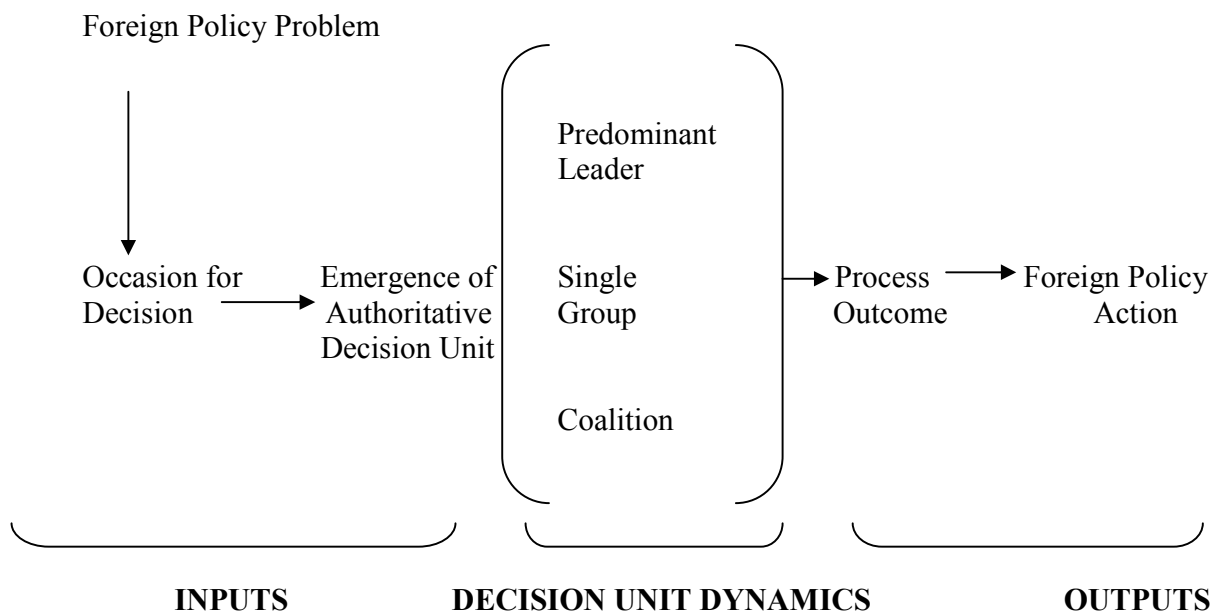 Foreign Policy Problem
Predominant
Leader
Occasion for
Decision
Emergence of
Authoritative
Decision Unit
Single
Group
Coalition
Process
Outcome
Foreign Policy
Action
INPUTS
DECISION UNIT DYNAMICS
OUTPUTS